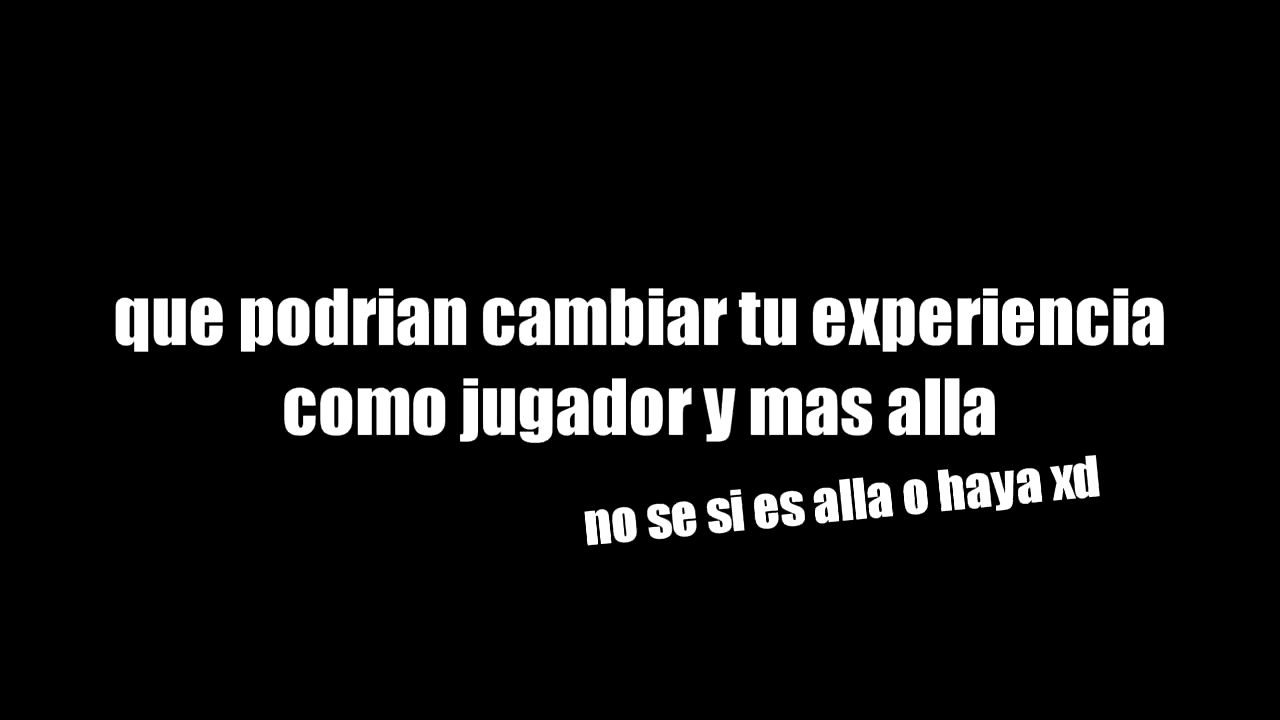 que podrian cambiar tu experiencia
como jugador y mas alla
no se si es alla o haya xd